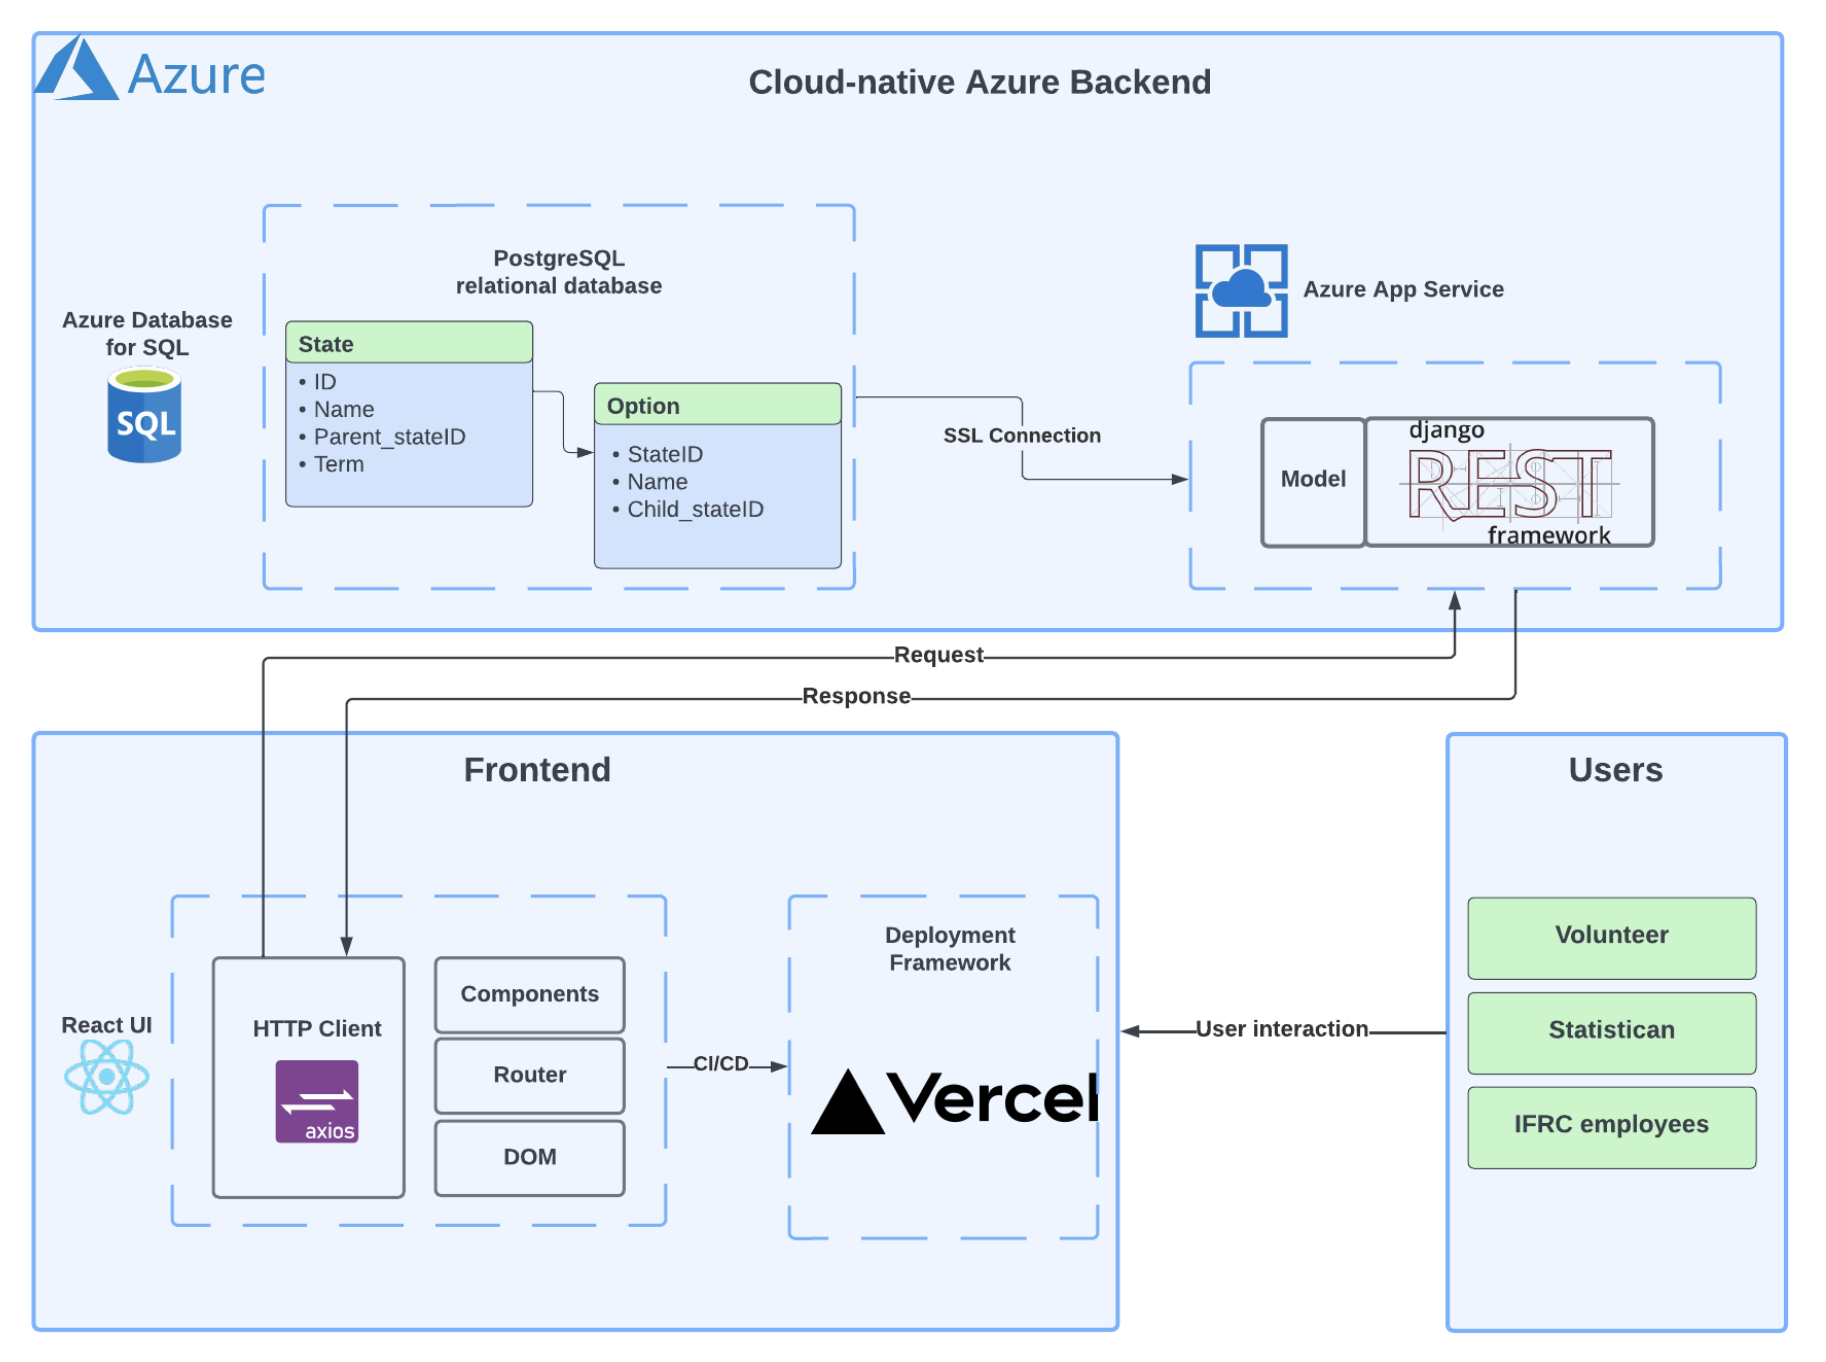 Azure
Cloud-native Azure Backend
PostgreSQL
relational database
Azure Database
for SQL
SQL
State
• ID
• Name
• Parent_stateID
• Term
Option
• StateID
• Name
• Child_stateID
SSL Connection
Azure App Service
Model
django
REST
framework
Request
Response
Frontend
React UI
HTTP Client
axios
Components
Router
DOM
CI/CD
Deployment
Framework
Vercel
User interaction
Users
Volunteer
Statistican
IFRC employees